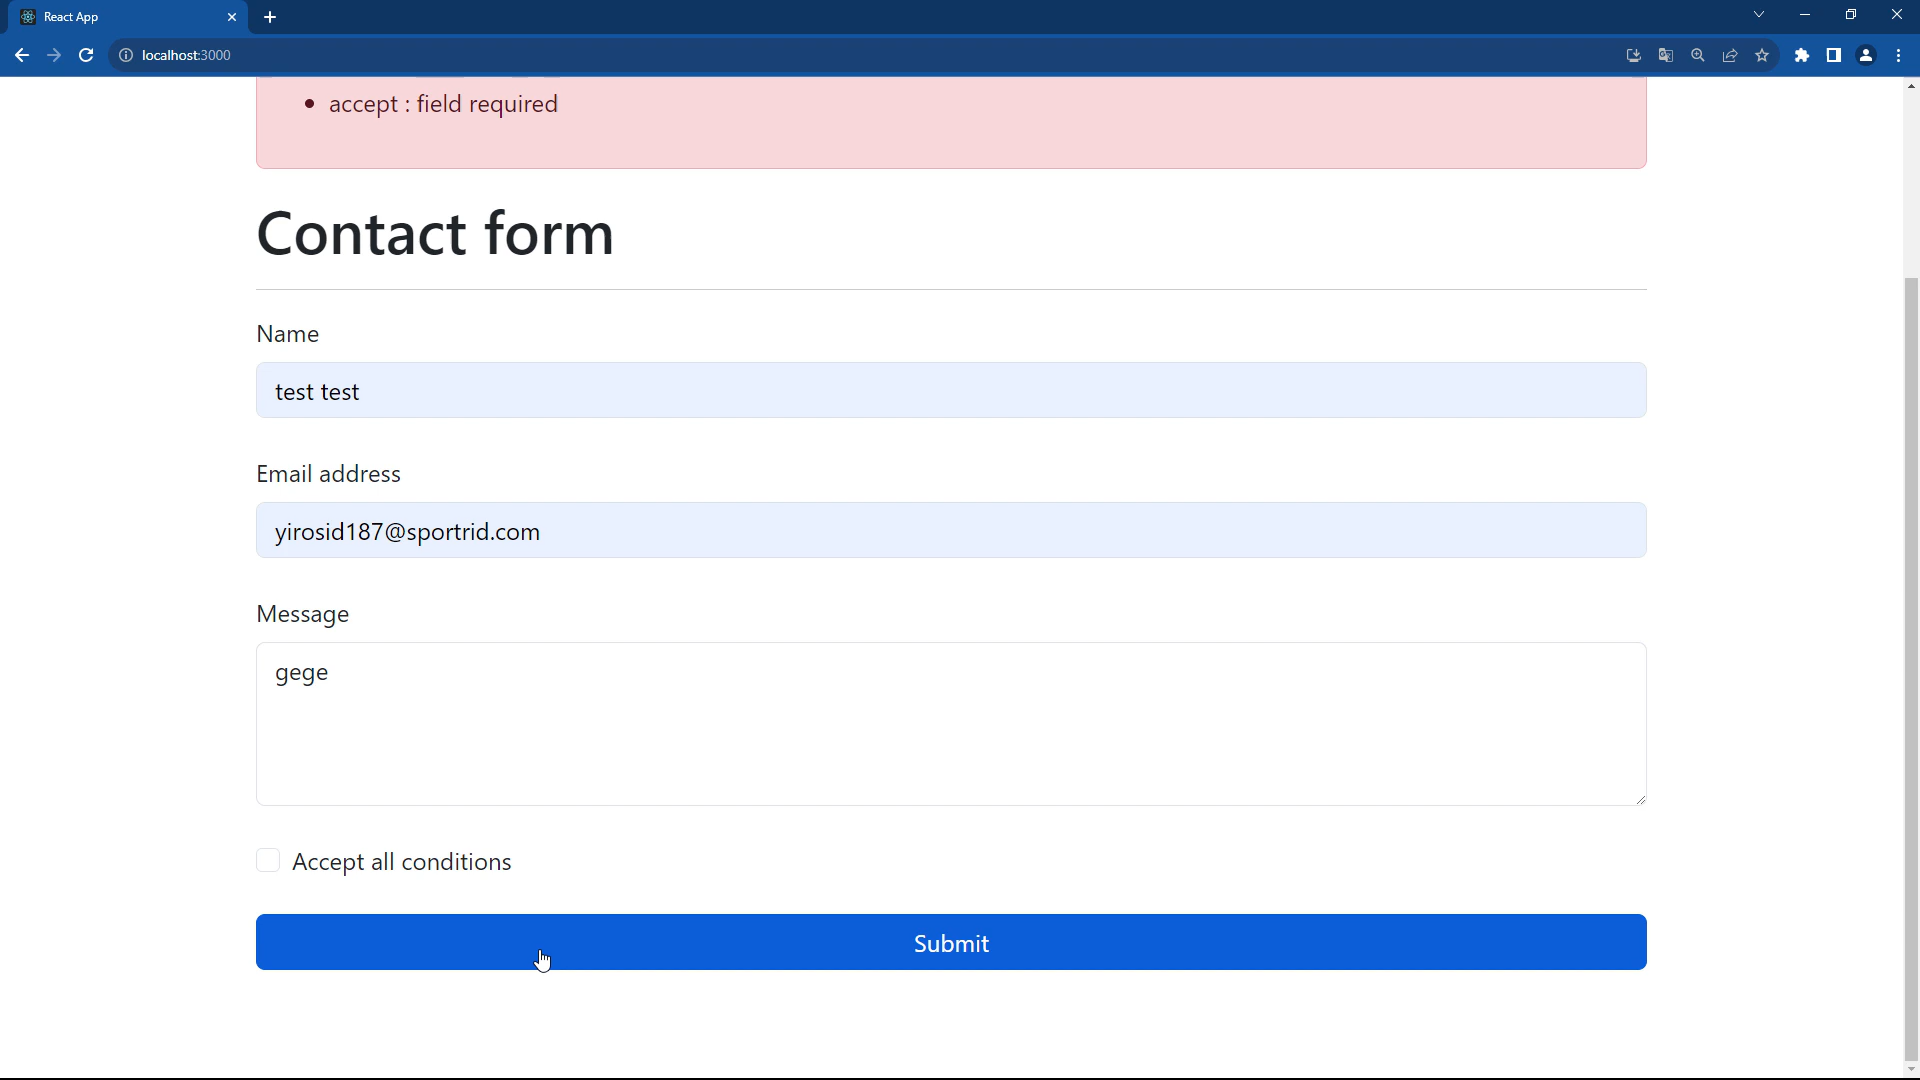 React App
localhost:3000
accept : field required
Contact form
Name
test test
Email address
yirosid187@sportrid.com
Message
gege
Accept all conditions
Submit